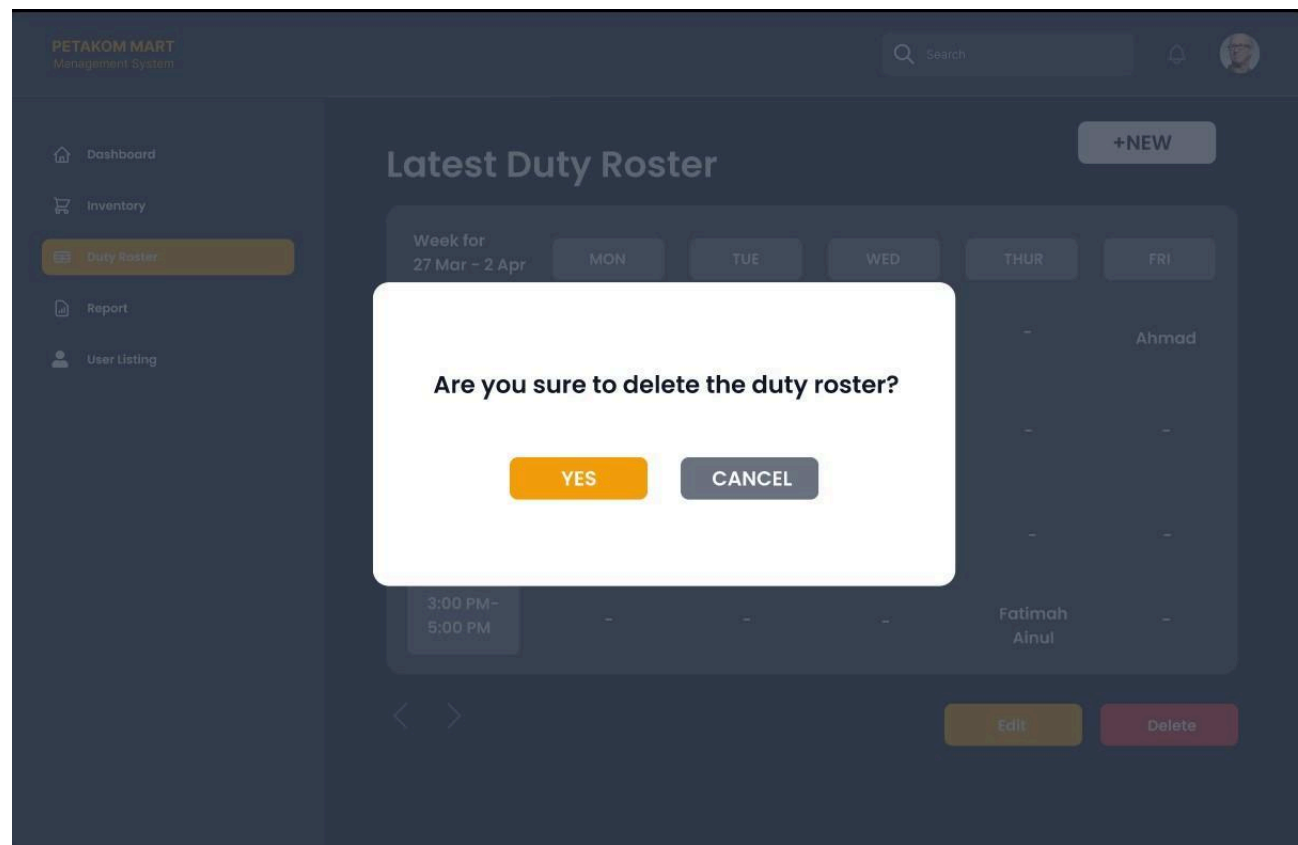 PETAKOM MART
Management System
Search
Dashboard
Inventory
Duty Roster
Report
User Listing
Latest Duty Roster
+NEW
Week for
27 Mar - 2 Apr
MON
TUE
WED
THUR
FRI
-
Ahmad
Are you sure to delete the duty roster?
-
-
YES
CANCEL
-
-
3:00 PM-
5:00 PM
-
-
-
Fatimah
Ainul
-
Edit
Delete